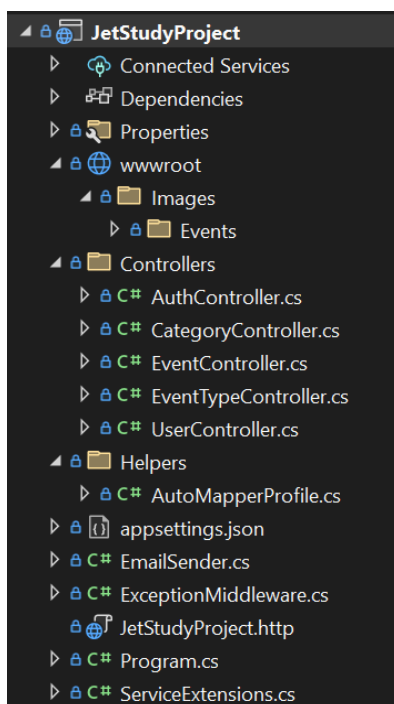 JetStudyProject
Connected Services
Dependencies
Properties
wwwroot
Images
Events
Controllers
C# AuthController.cs
C# CategoryController.cs
C# EventController.cs
C# EventTypeController.cs
C# UserController.cs
Helpers
C# AutoMapperProfile.cs
appsettings.json
C# EmailSender.cs
C# ExceptionMiddleware.cs
JetStudyProject.http
C# Program.cs
C# ServiceExtensions.cs